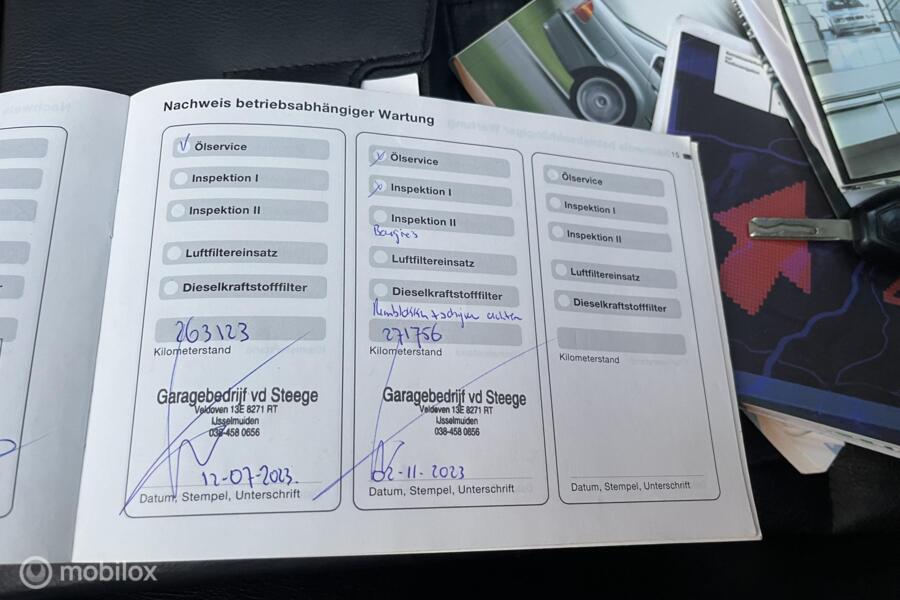 Nachweis betriebsabhängiger Wartung
15
Ölservice
Inspektion I
Inspektion II
Luftfiltereinsatz
Dieselkraftstofffilter
263123
Kilometerstand
Garagebedrijf vd Steege
Veldoven 13E 8271 RT
IJsselmuiden
038-458 0656
12-07-2023.
Datum, Stempel, Unterschrift
Ölservice
Inspektion I
Inspektion II
Bougies
Luftfiltereinsatz
Dieselkraftstofffilter
Remblokken + schijven achter
271756
Kilometerstand
Garagebedrijf vd Steege
Veldoven 13E 8271 RT
IJsselmuiden
038-458 0656
02-11-2023
Datum, Stempel, Unterschrift
Ölservice
Inspektion I
Inspektion II
Luftfiltereinsatz
Dieselkraftstofffilter
Kilometerstand
Datum, Stempel, Unterschrift
mobilox